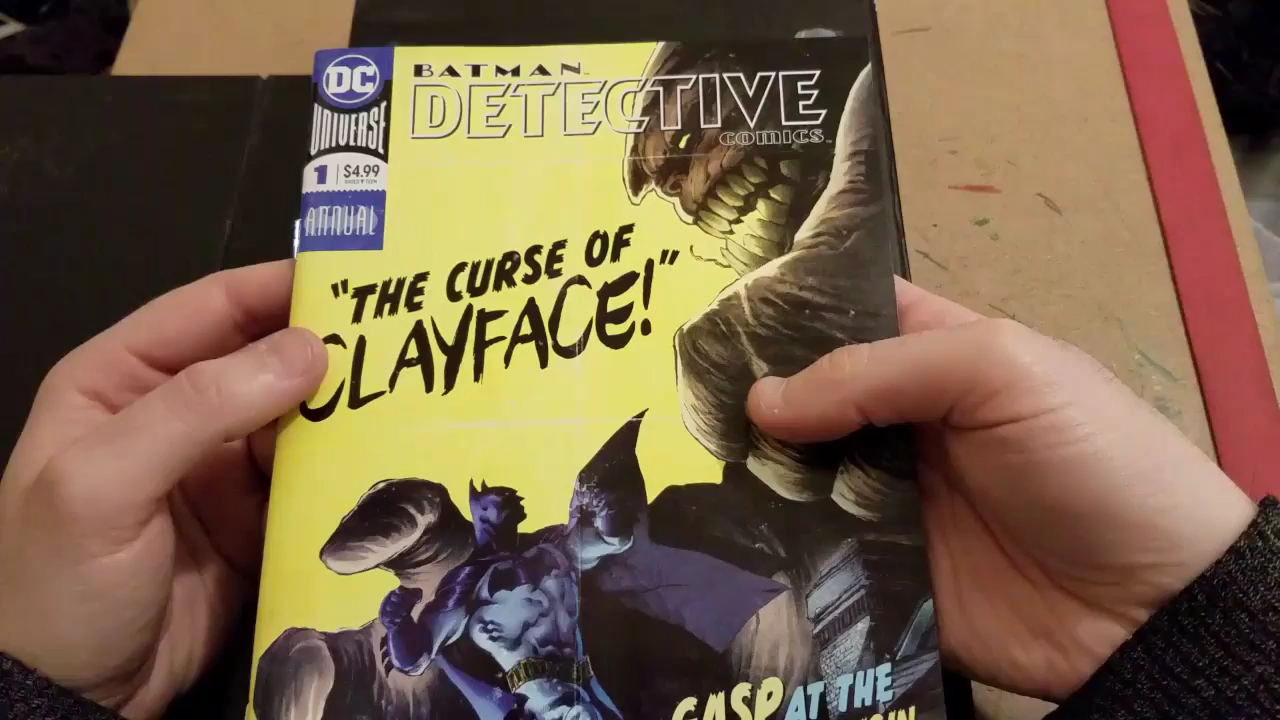 DC
UNIVERSE
1 $4.99
ANNUAL
BATMAN
DETECTIVE
COMICS
"THE CURSE OF
CLAYFACE!"
GASP AT THE